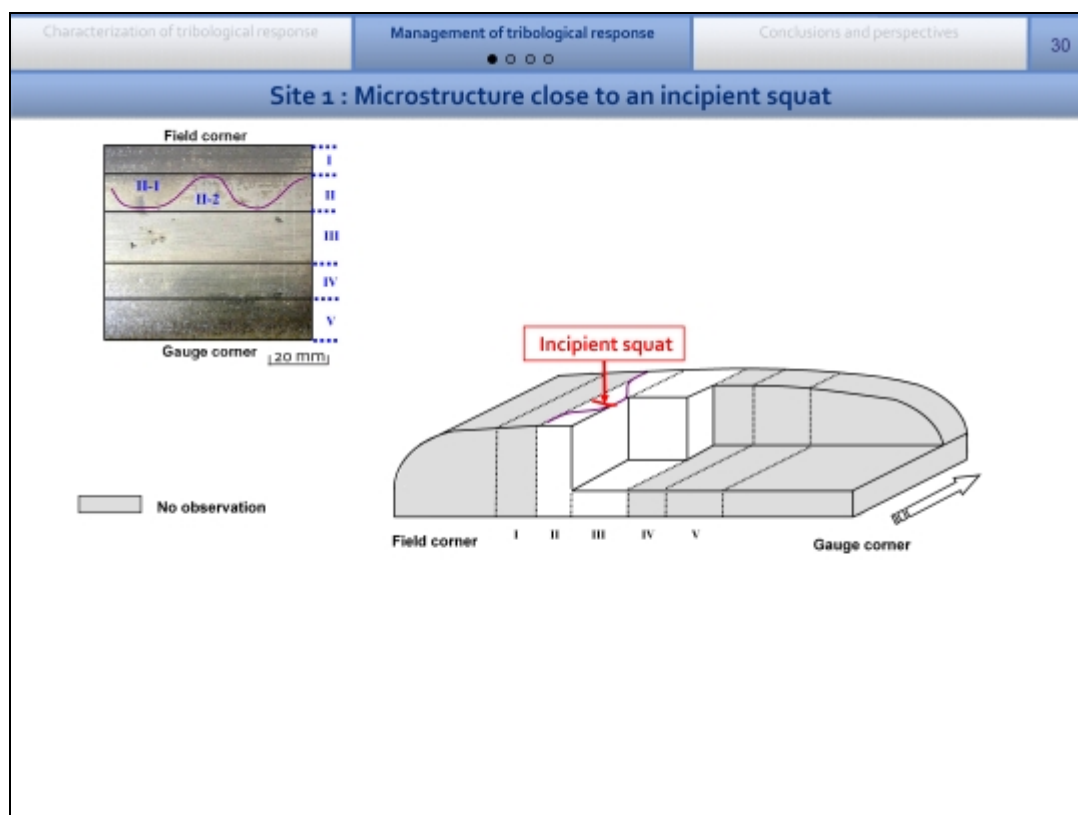 Characterization of tribological response
Management of tribological response
Conclusions and perspectives
30
Site 1 : Microstructure close to an incipient squat
Field corner
I
II-1
II-2
II
III
IV
V
Gauge corner
20 mm
Incipient squat
No observation
Field corner
I
II
III
IV
V
Gauge corner